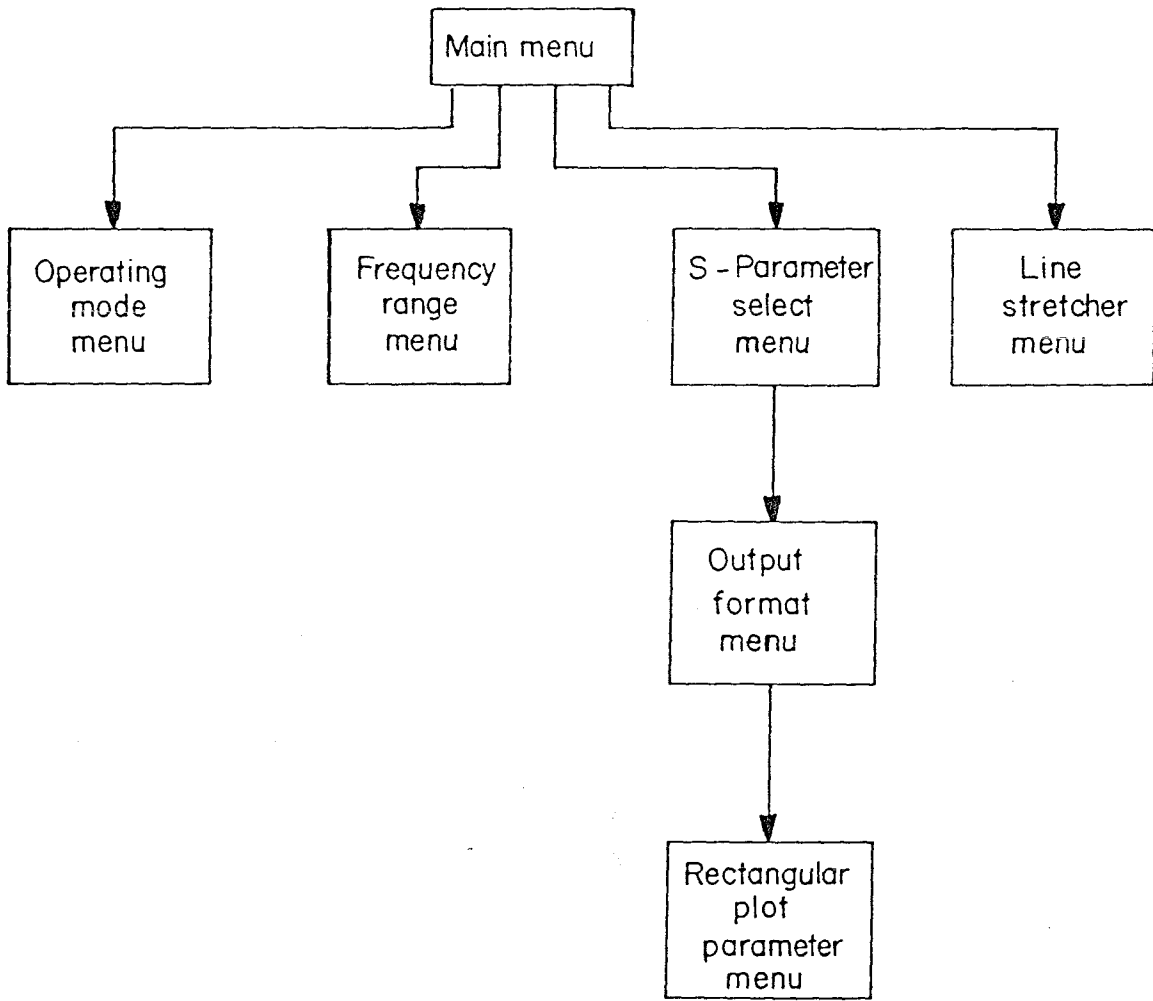 Main menu
Operating
mode
menu
Frequency
range
menu
S - Parameter
select
menu
Line
stretcher
menu
Output
format
menu
Rectangular
plot
parameter
menu